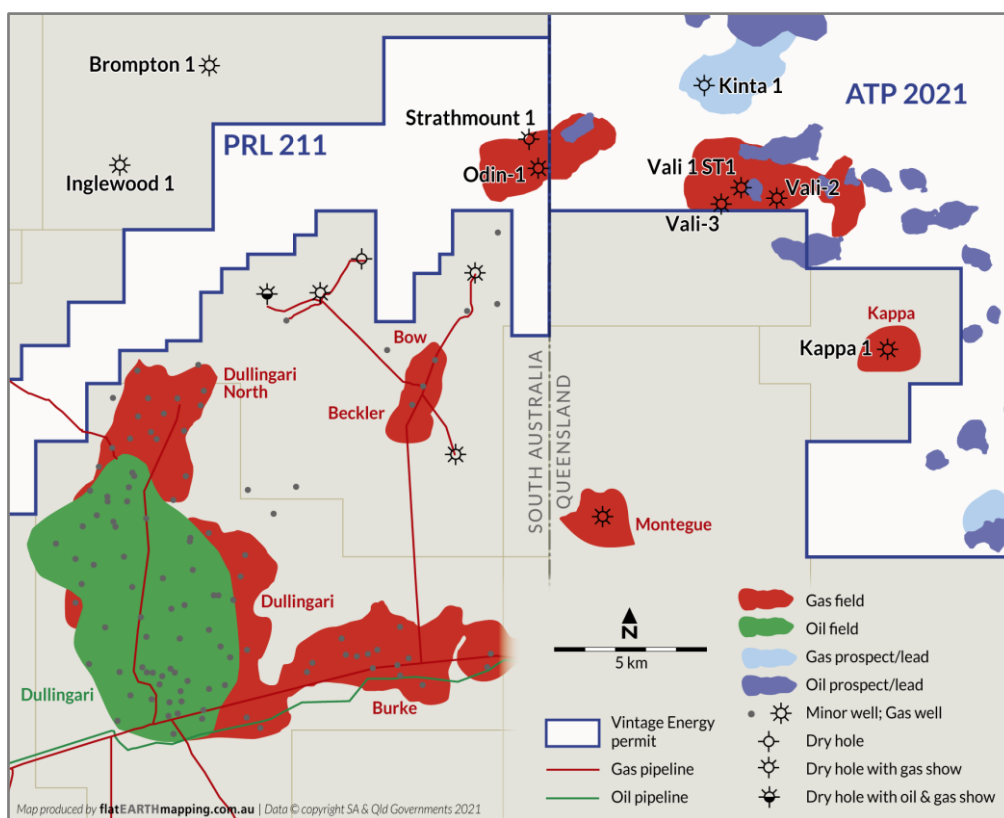 Brompton 1
Kinta 1
ATP 2021
Strathmount 1
PRL 211
Odin-1
Vali 1 ST1
Vali-2
Inglewood 1
Vali-3
Kappa
Kappa 1
Bow
Dullingari
North
Beckler
SOUTH AUSTRALIA
QUEENSLAND
Montegue
Dullingari
Dullingari
Burke
N
5 km
Gas field
Oil field
Gas prospect/lead
Oil prospect/lead
Minor well; Gas well
Dry hole
Dry hole with gas show
Dry hole with oil & gas show
Vintage Energy
permit
Gas pipeline
Oil pipeline
Map produced by flatEARTHmapping.com.au | Data © copyright SA & Qld Governments 2021